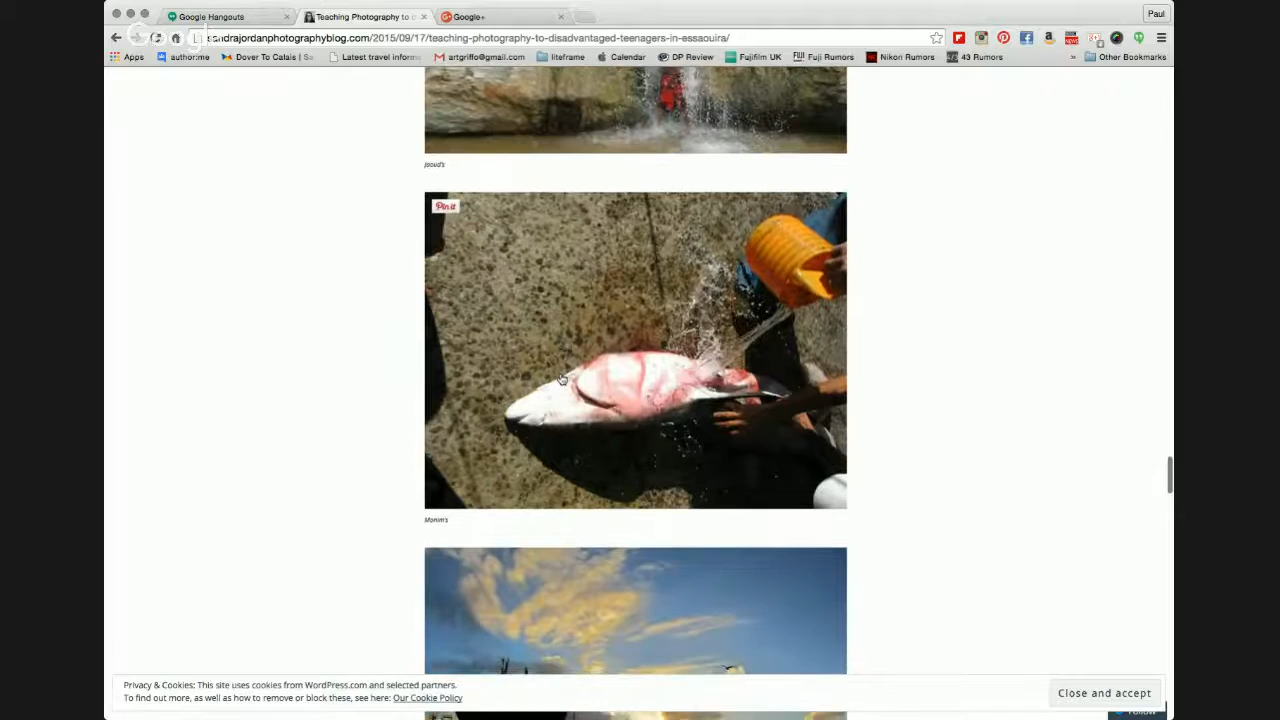 Google Hangouts
Teaching Photography to d
Google+
Paul
andrajordanphotographyblog.com/2015/09/17/teaching-photography-to-disadvantaged-teenagers-in-essaouira/
Apps
author:me
Dover To Calais | Sa
Latest travel inform
artgriffo@gmail.com
liteframe
Calendar
DP Review
Fujifilm UK
Fuji Rumors
Nikon Rumors
43 Rumors
»
Other Bookmarks
Jaoud's
Pin it
Monim's
Privacy & Cookies: This site uses cookies from WordPress.com and selected partners.
To find out more, as well as how to remove or block these, see here: Our Cookie Policy
Close and accept
Follow